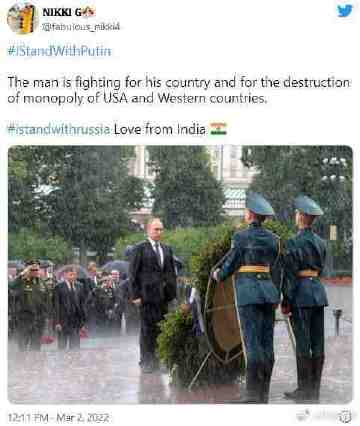 NIKKI G
@fabulous_nikki4
#IStandWithPutin
The man is fighting for his country and for the destruction
of monopoly of USA and Western countries.
#istandwithrussia Love from India
12:11 PM · Mar 2, 2022